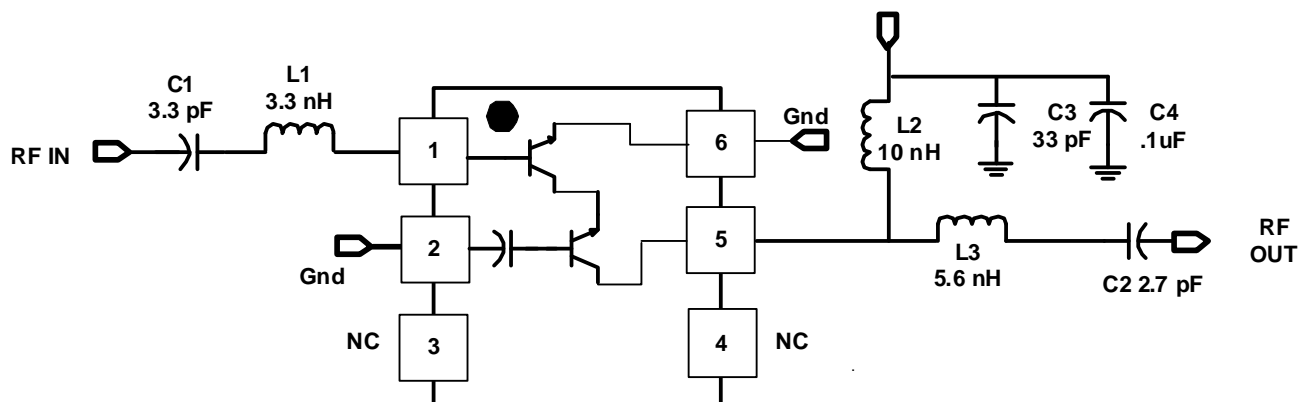 C1
3.3 pF
L1
3.3 nH
RF IN
1
2
3
Gnd
NC
6
5
4
Gnd
NC
L2
10 nH
C3
33 pF
C4
.1uF
L3
5.6 nH
C2 2.7 pF
RF
OUT